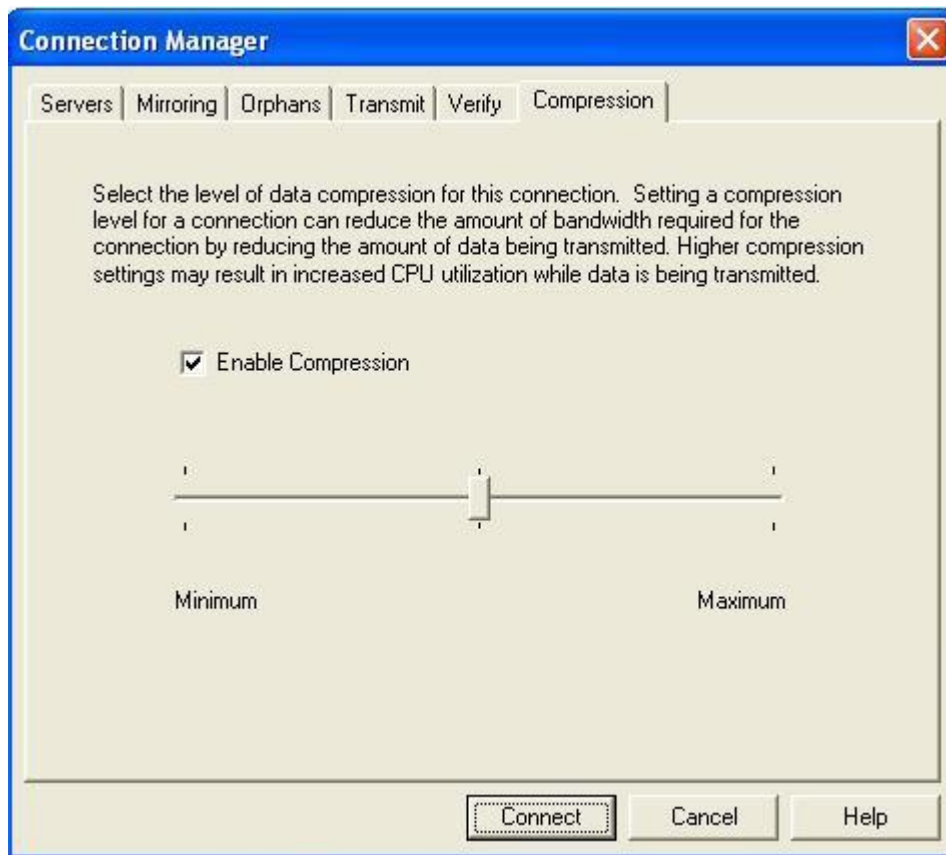 Connection Manager
Servers Mirroring Orphans Transmit Verify Compression
Select the level of data compression for this connection. Setting a compression
level for a connection can reduce the amount of bandwidth required for the
connection by reducing the amount of data being transmitted. Higher compression
settings may result in increased CPU utilization while data is being transmitted.
Enable Compression
Minimum Maximum
Connect Cancel Help